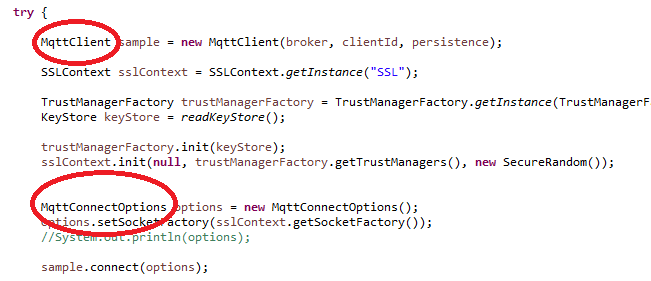 try {
MqttClient sample = new MqttClient(broker, clientId, persistence);
SSLContext sslContext = SSLContext.getInstance("SSL");
TrustManagerFactory trustManagerFactory = TrustManagerFactory.getInstance(TrustManagerF
KeyStore keyStore = readKeyStore();
trustManagerFactory.init(keyStore);
sslContext.init(null, trustManagerFactory.getTrustManagers(), new SecureRandom());
MqttConnectOptions options = new MqttConnectOptions();
options.setSocketFactory(sslContext.getSocketFactory());
//System.out.println(options);
sample.connect(options);